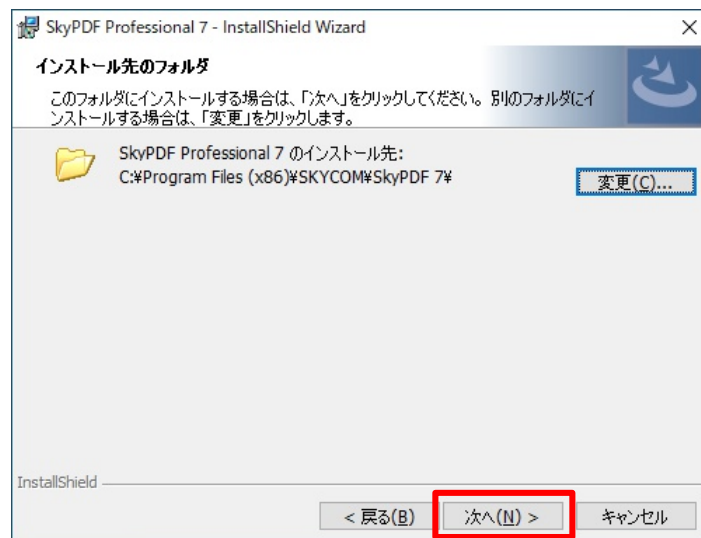 SkyPDF Professional 7 - InstallShield Wizard
インストール先のフォルダ
このフォルダにインストールする場合は、「次へ」をクリックしてください。別のフォルダにイ
ンストールする場合は、「変更」をクリックします。
SkyPDF Professional 7 のインストール先:
C:¥Program Files (x86)¥SKYCOM¥SkyPDF 7¥
変更(C)...
InstallShield
< 戻る(B)
次へ(N) >
キャンセル